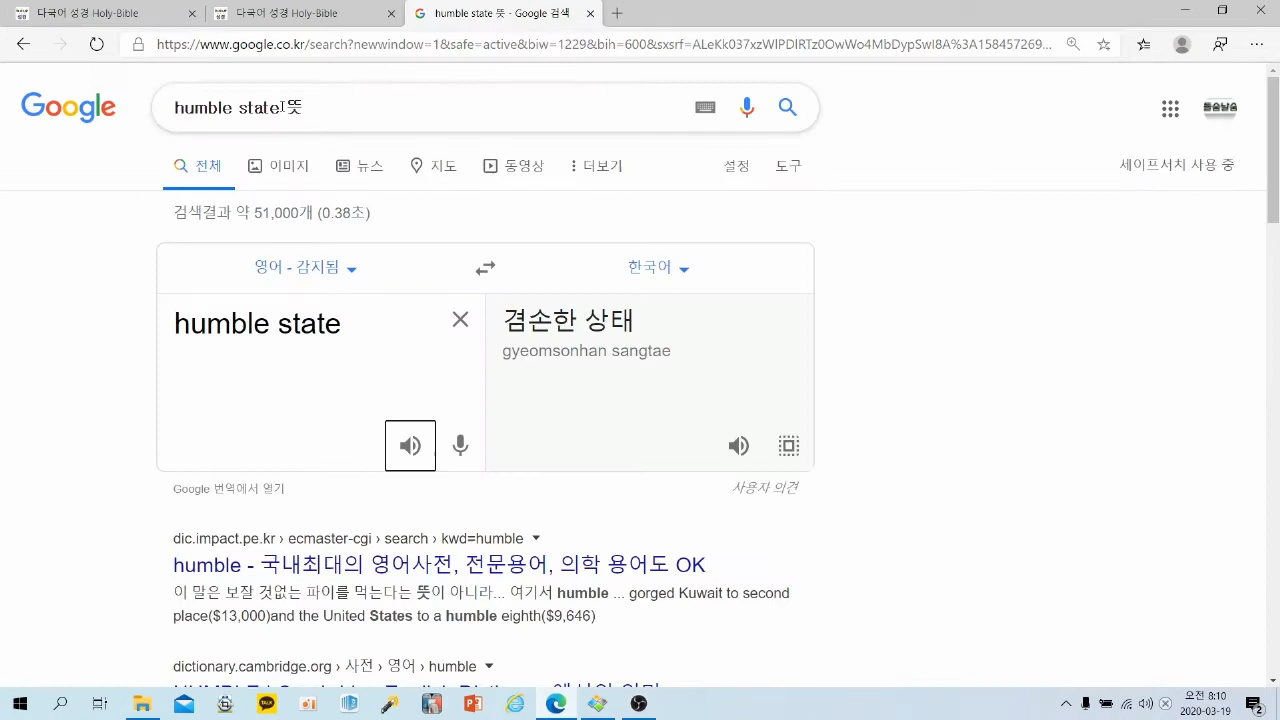 다국어 성경 Holy-Bible
다국어 성경 Holy-Bible
humble state 뜻 - Google 검색
https://www.google.co.kr/search?newwindow=1&safe=active&biw=1229&bih=600&sxsrf=ALeKk037xzWlPDlRTz0OwWo4MbDypSwI8A%3A158457269...
Google
humble state 뜻
돌숨날숨
전체 이미지 뉴스 지도 동영상 더보기 설정 도구 세이프서치 사용 중
검색결과 약 51,000개 (0.38초)
영어 - 감지됨 한국어
humble state
겸손한 상태
gyeomsonhan sangtae
Google 번역에서 열기 사용자 의견
dic.impact.pe.kr › ecmaster-cgi › search › kwd=humble
humble - 국내최대의 영어사전, 전문용어, 의학 용어도 OK
이 말은 보잘 것없는 파이를 먹는다는 뜻이 아니라... 여기서 humble ... gorged Kuwait to second
place($13,000)and the United States to a humble eighth($9,646)
dictionary.cambridge.org › 사전 › 영어 › humble
TALK
오전 8:10
2020-03-19
2